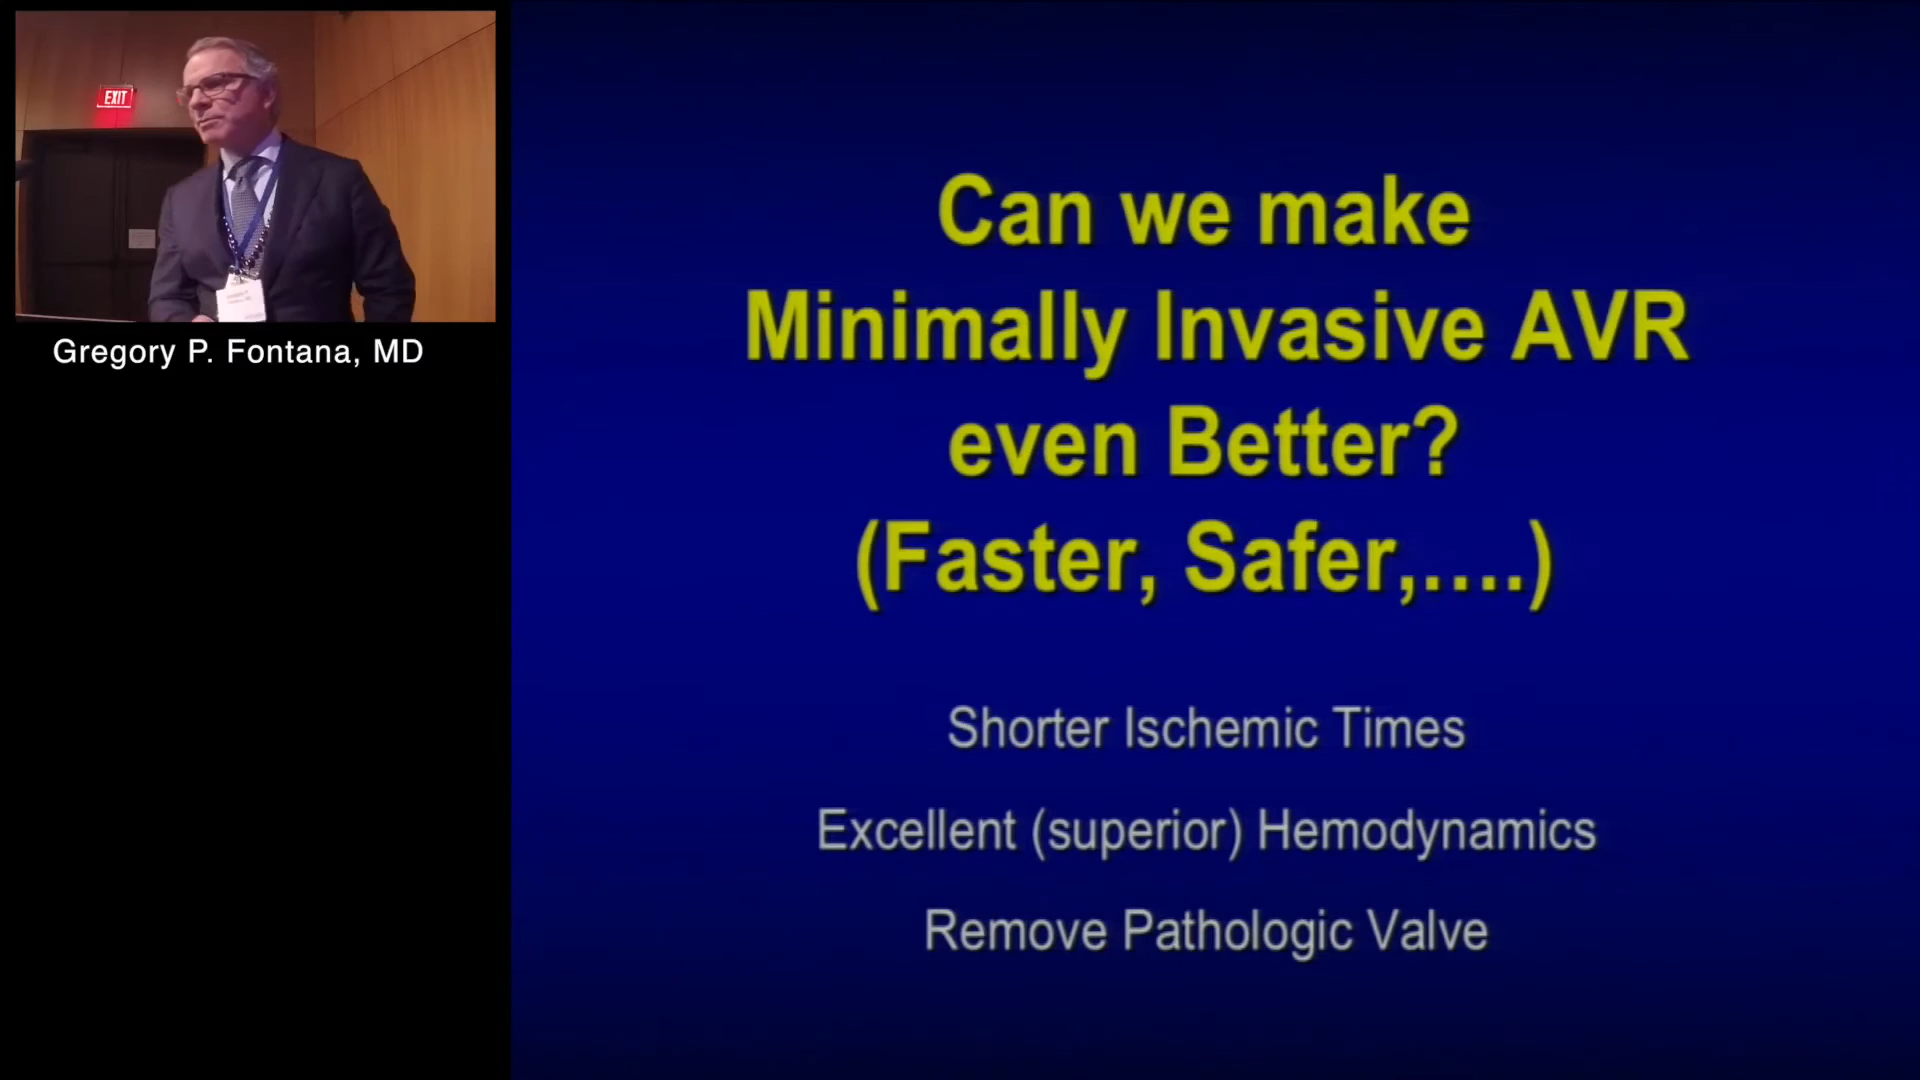 EXIT
Gregory P. Fontana, MD
Can we make
Minimally Invasive AVR
even Better?
(Faster, Safer,....)
Shorter Ischemic Times
Excellent (superior) Hemodynamics
Remove Pathologic Valve